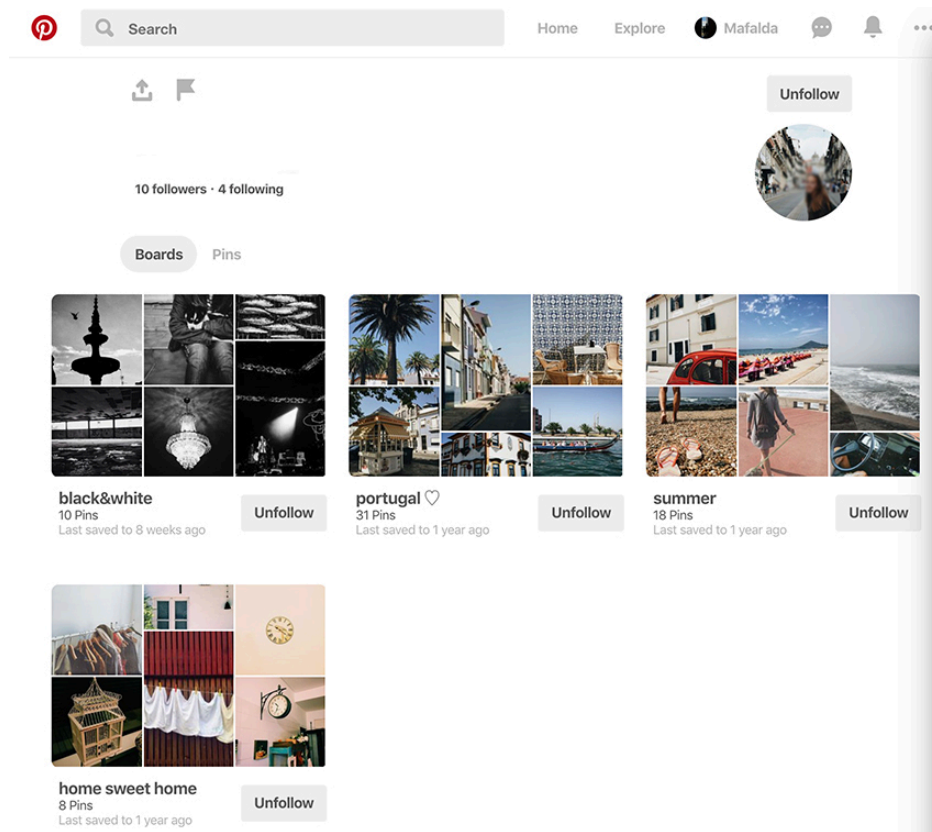 Search
Home
Explore
Mafalda
Unfollow
10 followers · 4 following
Boards
Pins
black&white
10 Pins
Last saved to 8 weeks ago
Unfollow
portugal ♡
31 Pins
Last saved to 1 year ago
Unfollow
summer
18 Pins
Last saved to 1 year ago
Unfollow
home sweet home
8 Pins
Last saved to 1 year ago
Unfollow